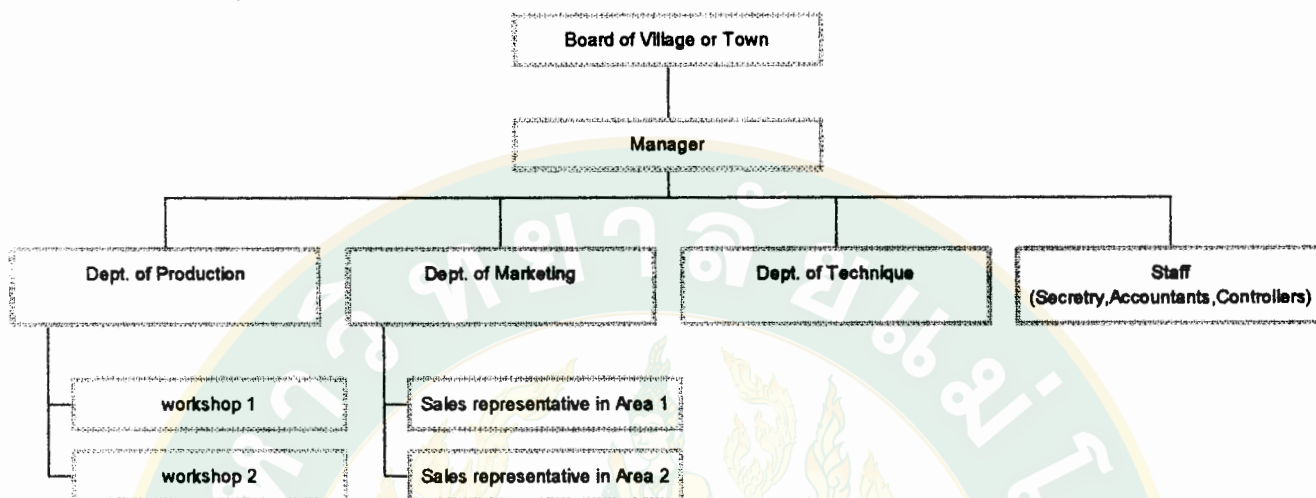 Board of Village or Town
Manager
Dept. of Production
Dept. of Marketing
Dept. of Technique
Staff
(Secretry,Accountants,Controllers)
workshop 1
Sales representative in Area 1
workshop 2
Sales representative in Area 2